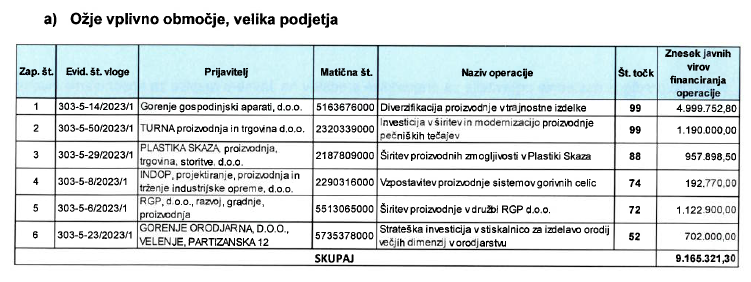 a) Ožje vplivno območje, velika podjetja
Zap. št. Evid. št. vloge Prijavitelj Matična št. Naziv operacije Št. točk Znesek javnih virov financiranja operacije
1 303-5-14/2023/1 Gorenje gospodinjski aparati, d.o.o. 5163676000 Diverzifikacija proizvodnje v trajnostne izdelke 99 4.999.752,80
2 303-5-50/2023/1 TURNA proizvodnja in trgovina d.o.o. 2320339000 Investicija v širitev in modernizacijo proizvodnje pečniških tečajev 99 1.190.000,00
3 303-5-29/2023/1 PLASTIKA SKAZA, proizvodnja, trgovina, storitve, d.o.o. 2187809000 Širitev proizvodnih zmogljivosti v Plastiki Skaza 88 957.898,50
4 303-5-8/2023/1 INDOP, projektiranje, proizvodnja in trženje industrijske opreme, d.o.o. 2290316000 Vzpostavitev proizvodnje sistemov gorivnih celic 74 192.770,00
5 303-5-6/2023/1 RGP, d.o.o., razvoj, gradnje, proizvodnja 5513065000 Širitev proizvodnje v družbi RGP d.o.o. 72 1.122.900,00
6 303-5-23/2023/1 GORENJE ORODJARNA, D.O.O., VELENJE, PARTIZANSKA 12 5735378000 Strateška investicija v stiskalnico za izdelavo orodij večjih dimenzij v orodjarstvu 52 702.000,00
SKUPAJ 9.165.321,30